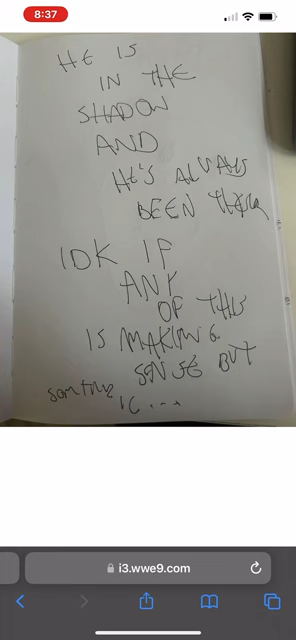 8:37
HE IS
IN THE
SHADOW
AND
HE'S ALWAYS
BEEN THERE
IDK IF
ANY
OF THIS
IS MAKING
SENSE BUT
IC...
i3.wwe9.com